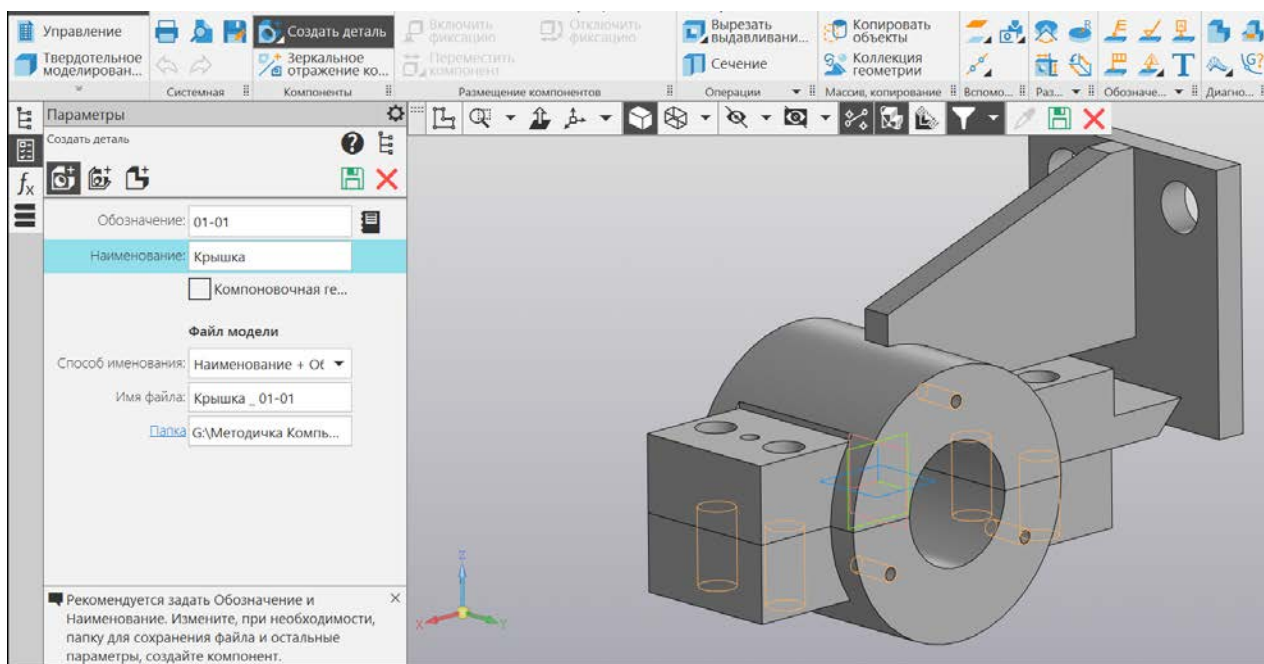 Управление
Создать деталь
Включить
фиксацию
Отключить
фиксацию
Вырезать
выдавливани...
Копировать
объекты
Твердотельное
моделирован...
Зеркальное
отражение ко...
Переместить
компонент
Сечение
Коллекция
геометрии
Системная
Компоненты
Размещение компонентов
Операции
Массив, копирование
Вспомо...
Раз...
Обозначе...
Диагно...
Параметры
Создать деталь
Обозначение: 01-01
Наименование: Крышка
Компоновочная ге...
Файл модели
Способ именования: Наименование + Об
Имя файла: Крышка _ 01-01
Папка G:\Методичка Компь...
Рекомендуется задать Обозначение и
Наименование. Измените, при необходимости,
папку для сохранения файла и остальные
параметры, создайте компонент.
Z
X
Y